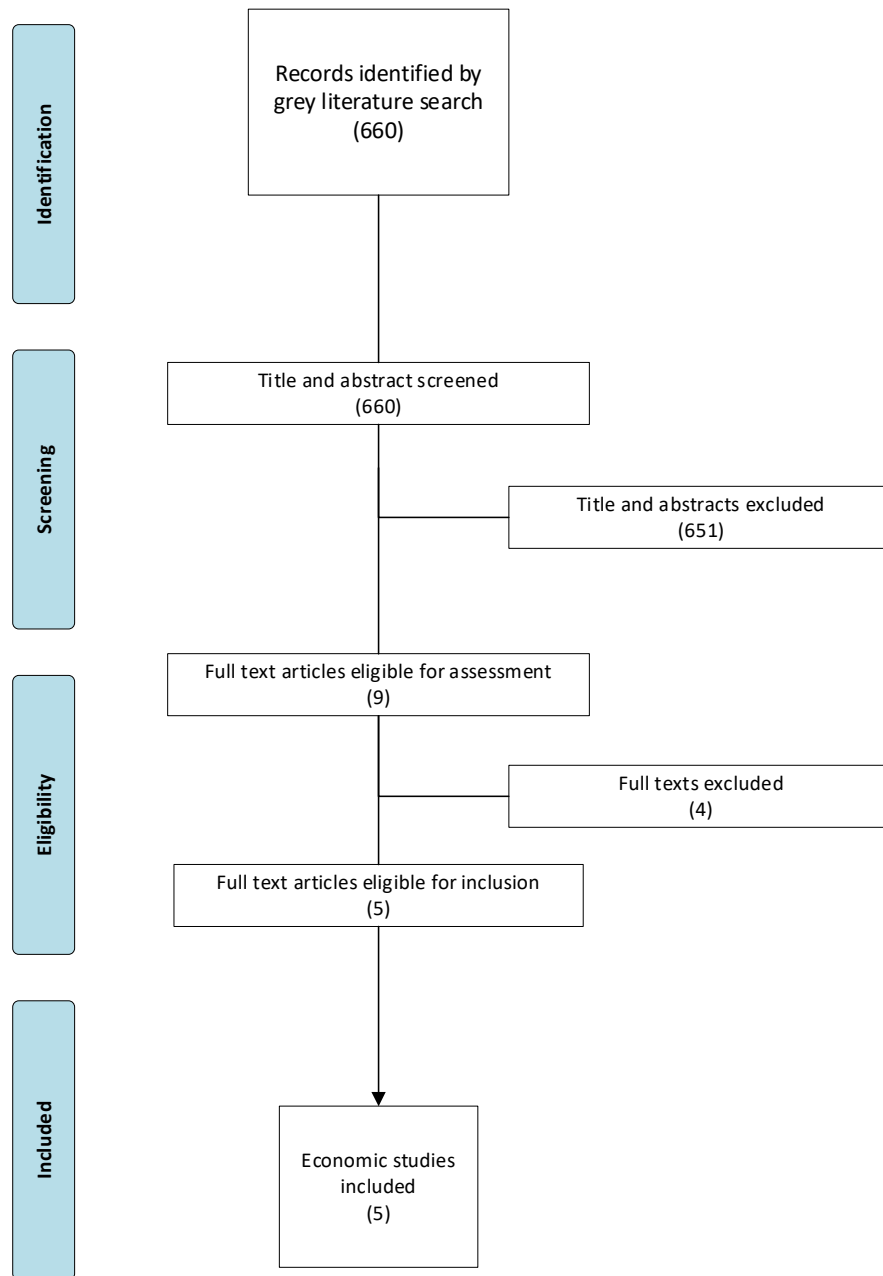 Identification
Records identified by
grey literature search
(660)
Screening
Title and abstract screened
(660)
Title and abstracts excluded
(651)
Eligibility
Full text articles eligible for assessment
(9)
Full texts excluded
(4)
Full text articles eligible for inclusion
(5)
Included
Economic studies
included
(5)